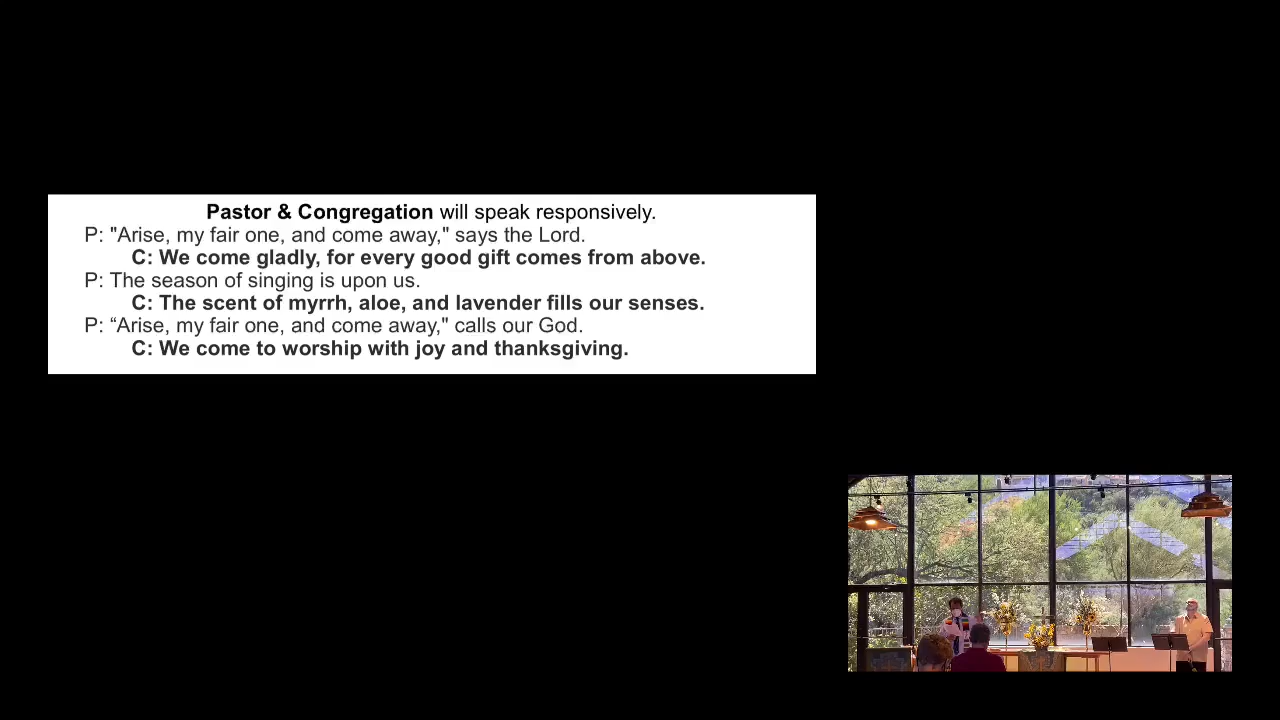 Pastor & Congregation will speak responsively.
P: "Arise, my fair one, and come away," says the Lord.
C: We come gladly, for every good gift comes from above.
P: The season of singing is upon us.
C: The scent of myrrh, aloe, and lavender fills our senses.
P: “Arise, my fair one, and come away," calls our God.
C: We come to worship with joy and thanksgiving.